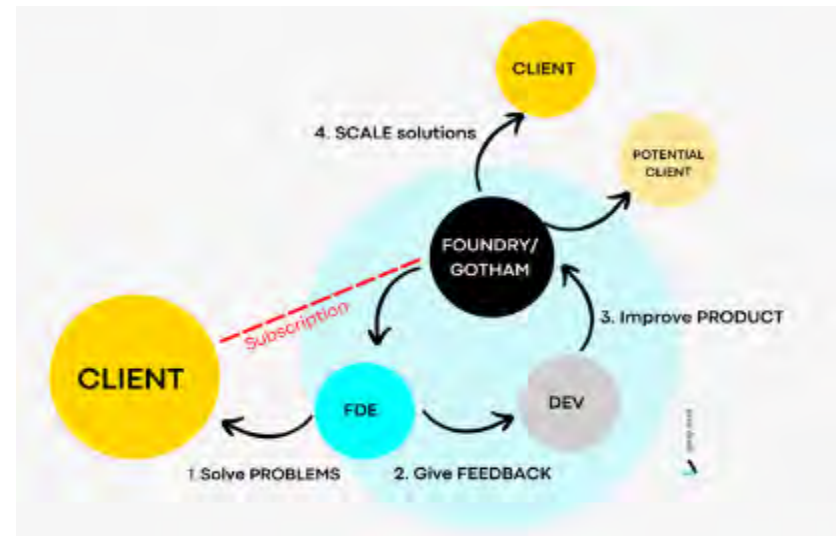 CLIENT
4. SCALE solutions
POTENTIAL
CLIENT
FOUNDRY/
GOTHAM
Subscription
3. Improve PRODUCT
CLIENT
FDE
DEV
1.Solve PROBLEMS
2. Give FEEDBACK